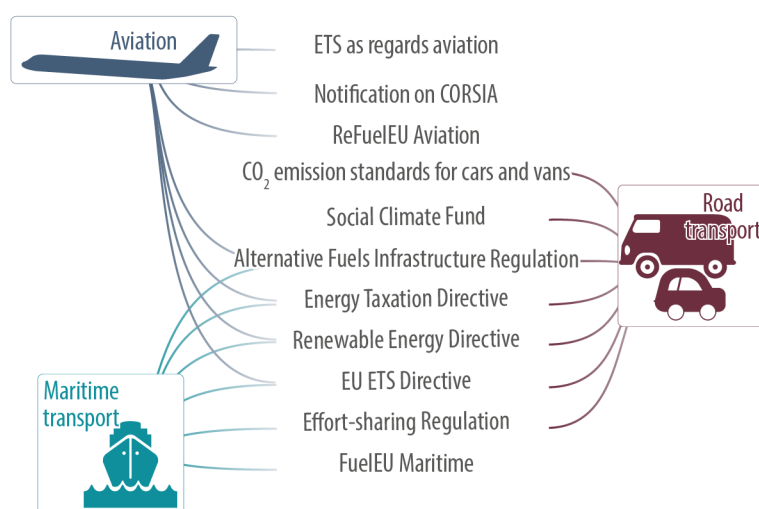 Aviation
ETS as regards aviation
Notification on CORSIA
ReFuelEU Aviation
CO₂ emission standards for cars and vans
Road
transport
Social Climate Fund
Alternative Fuels Infrastructure Regulation
Energy Taxation Directive
Renewable Energy Directive
EU ETS Directive
Maritime
transport
Effort-sharing Regulation
FuelEU Maritime